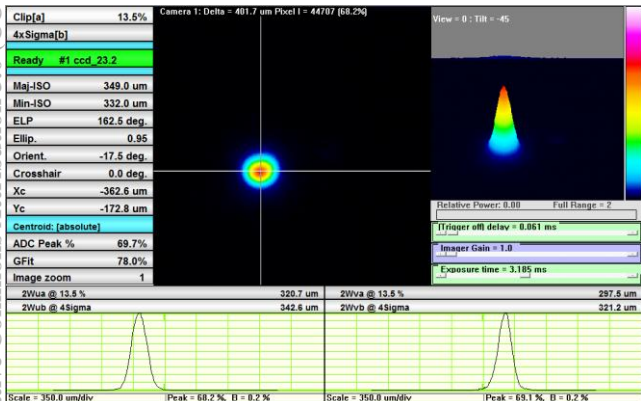 Clip[a] 13.5%
4xSigma[b]
Ready #1 ccd_23.2
Maj-ISO 349.0 um
Min-ISO 332.0 um
ELP 162.5 deg.
Ellip. 0.95
Orient. -17.5 deg.
Crosshair 0.0 deg.
Xc -362.6 um
Yc -172.8 um
Centroid: [absolute]
ADC Peak % 69.7%
GFit 78.0%
Image zoom 1
Camera 1: Delta = 401.7 um Pixel I = 44707 (68.2%)
View = 0 : Tilt = -45
Relative Power: 0.00 Full Range = 2
[Trigger off] delay = 0.061 ms
Imager Gain = 1.0
Exposure time = 3.185 ms
2Wua @ 13.5 % 320.7 um
2Wub @ 4Sigma 342.6 um
2Wva @ 13.5 % 297.5 um
2Wvb @ 4Sigma 321.2 um
Scale = 350.0 um/div Peak = 68.2 %, B = 0.2 %
Scale = 350.0 um/div Peak = 69.1 %, B = 0.2 %